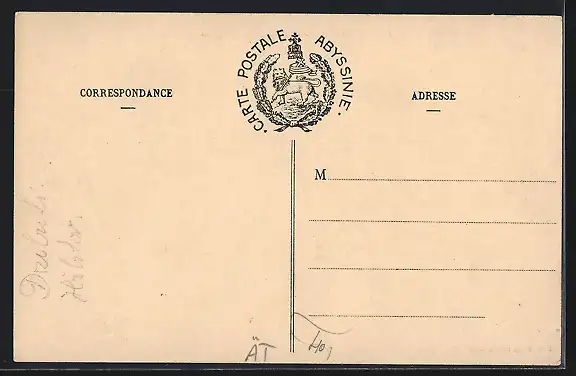 · CARTE POSTALE ABYSSINIE ·
CORRESPONDANCE
ADRESSE
M
ÄT